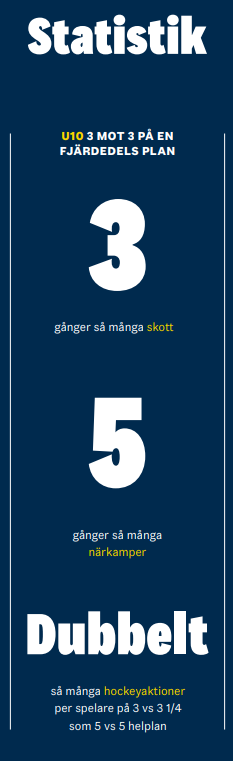 Statistik
U10 3 MOT 3 PÅ EN
FJÄRDEDELS PLAN
3
gånger så många skott
5
gånger så många
närkamper
Dubbelt
så många hockeyaktioner
per spelare på 3 vs 3 1/4
som 5 vs 5 helplan